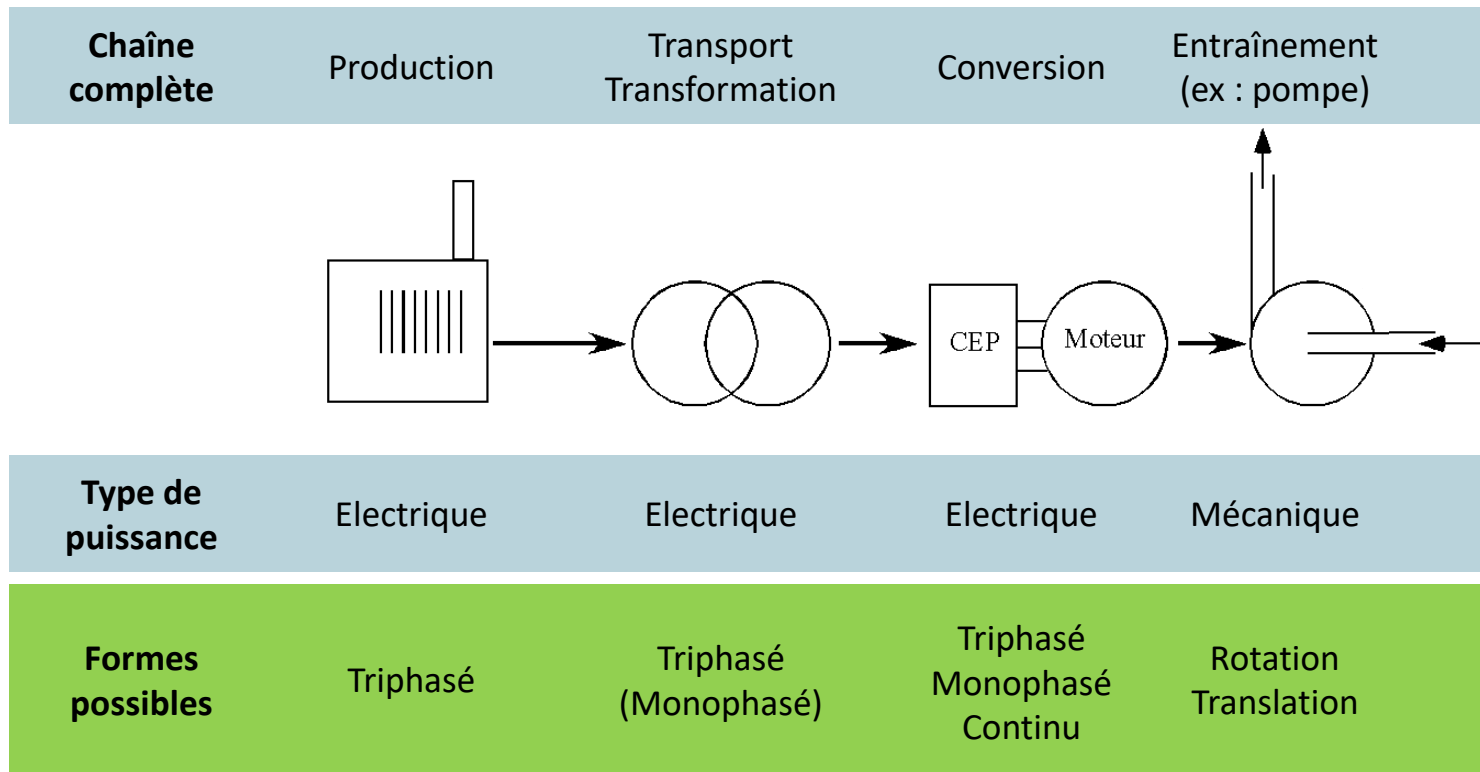 Chaîne
complète
Production
Transport
Transformation
Conversion
Entraînement
(ex : pompe)
CEP
Moteur
Type de
puissance
Electrique
Electrique
Electrique
Mécanique
Formes
possibles
Triphasé
Triphasé
(Monophasé)
Triphasé
Monophasé
Continu
Rotation
Translation